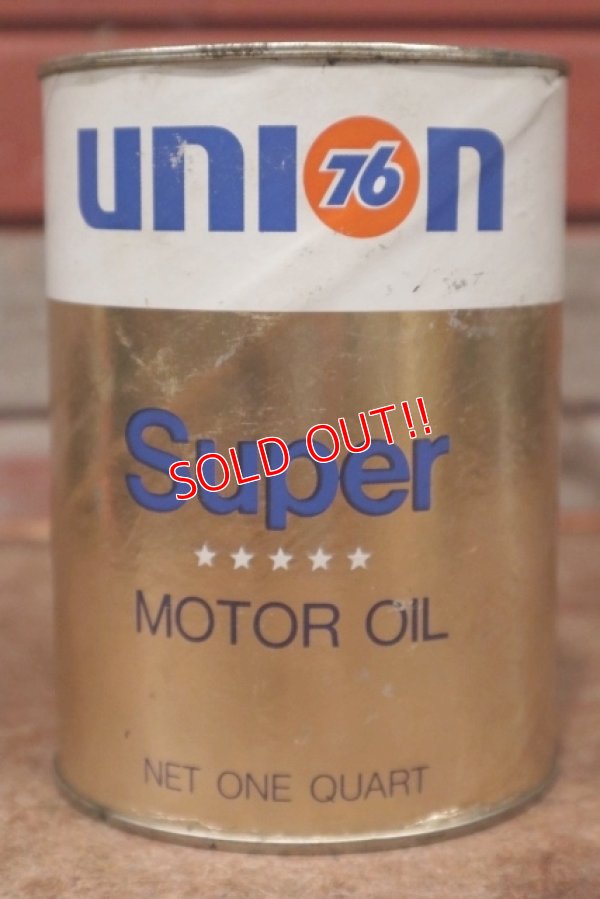 unION
76
Super
SOLD OUT!!
MOTOR OIL
NET ONE QUART